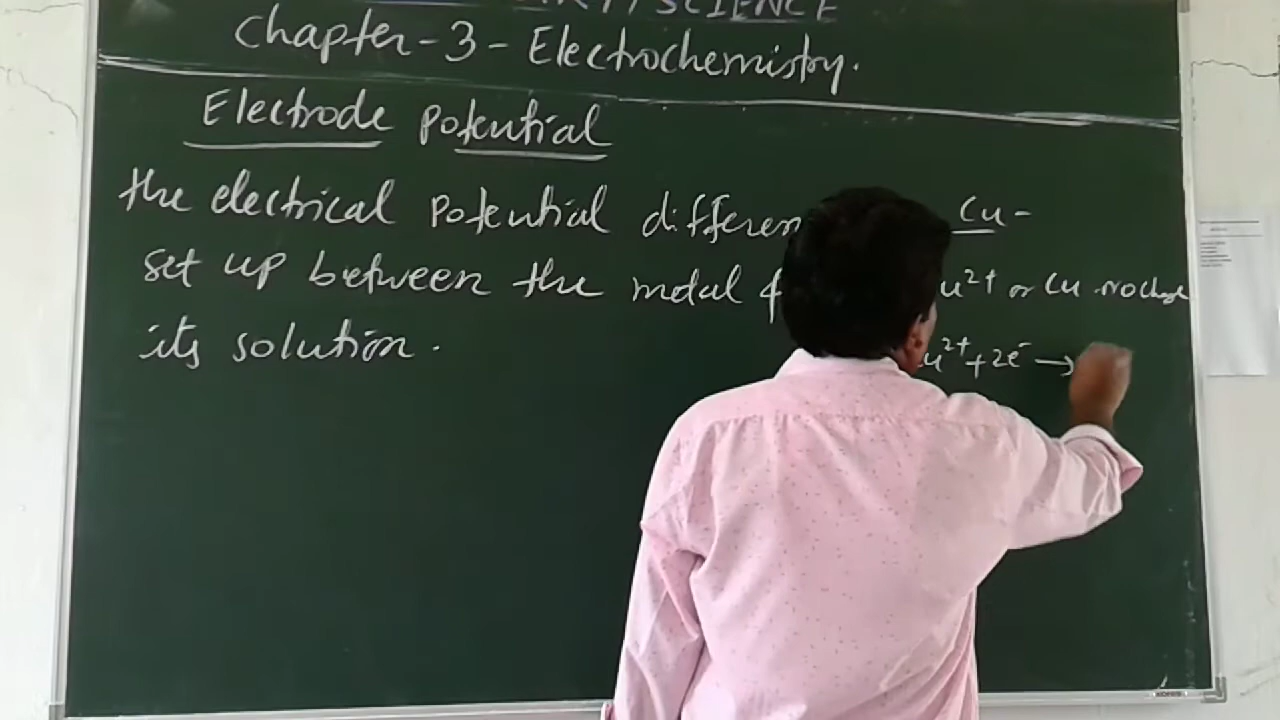 SCIENCE
Chapter-3- Electrochemistry.
Electrode Potential
the electrical Potential differen
set up between the metal &
its solution.
Cu -
u²⁺ or Cu
u²⁺ + 2e⁻ →